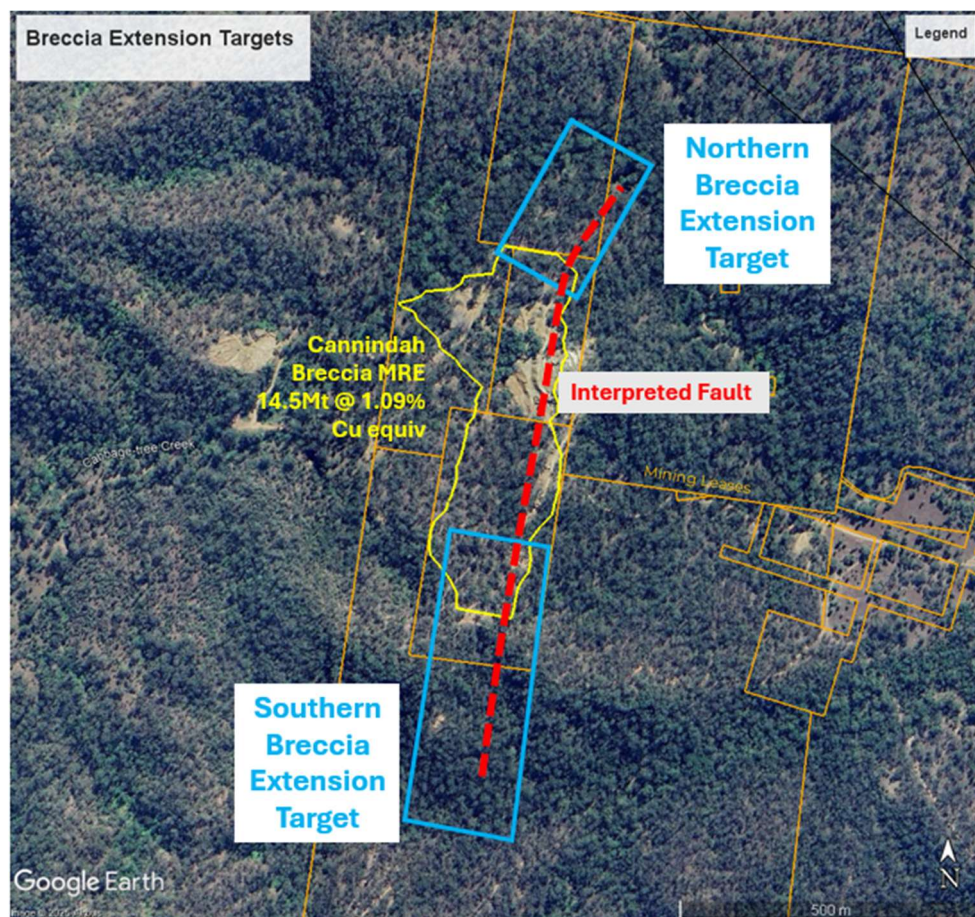 Breccia Extension Targets
Legend
Northern
Breccia
Extension
Target
Cannindah
Breccia MRE
14.5Mt @ 1.09%
Cu equiv
Interpreted Fault
Cabbage-tree Creek
Mining Leases
Southern
Breccia
Extension
Target
Google Earth
N
500 m